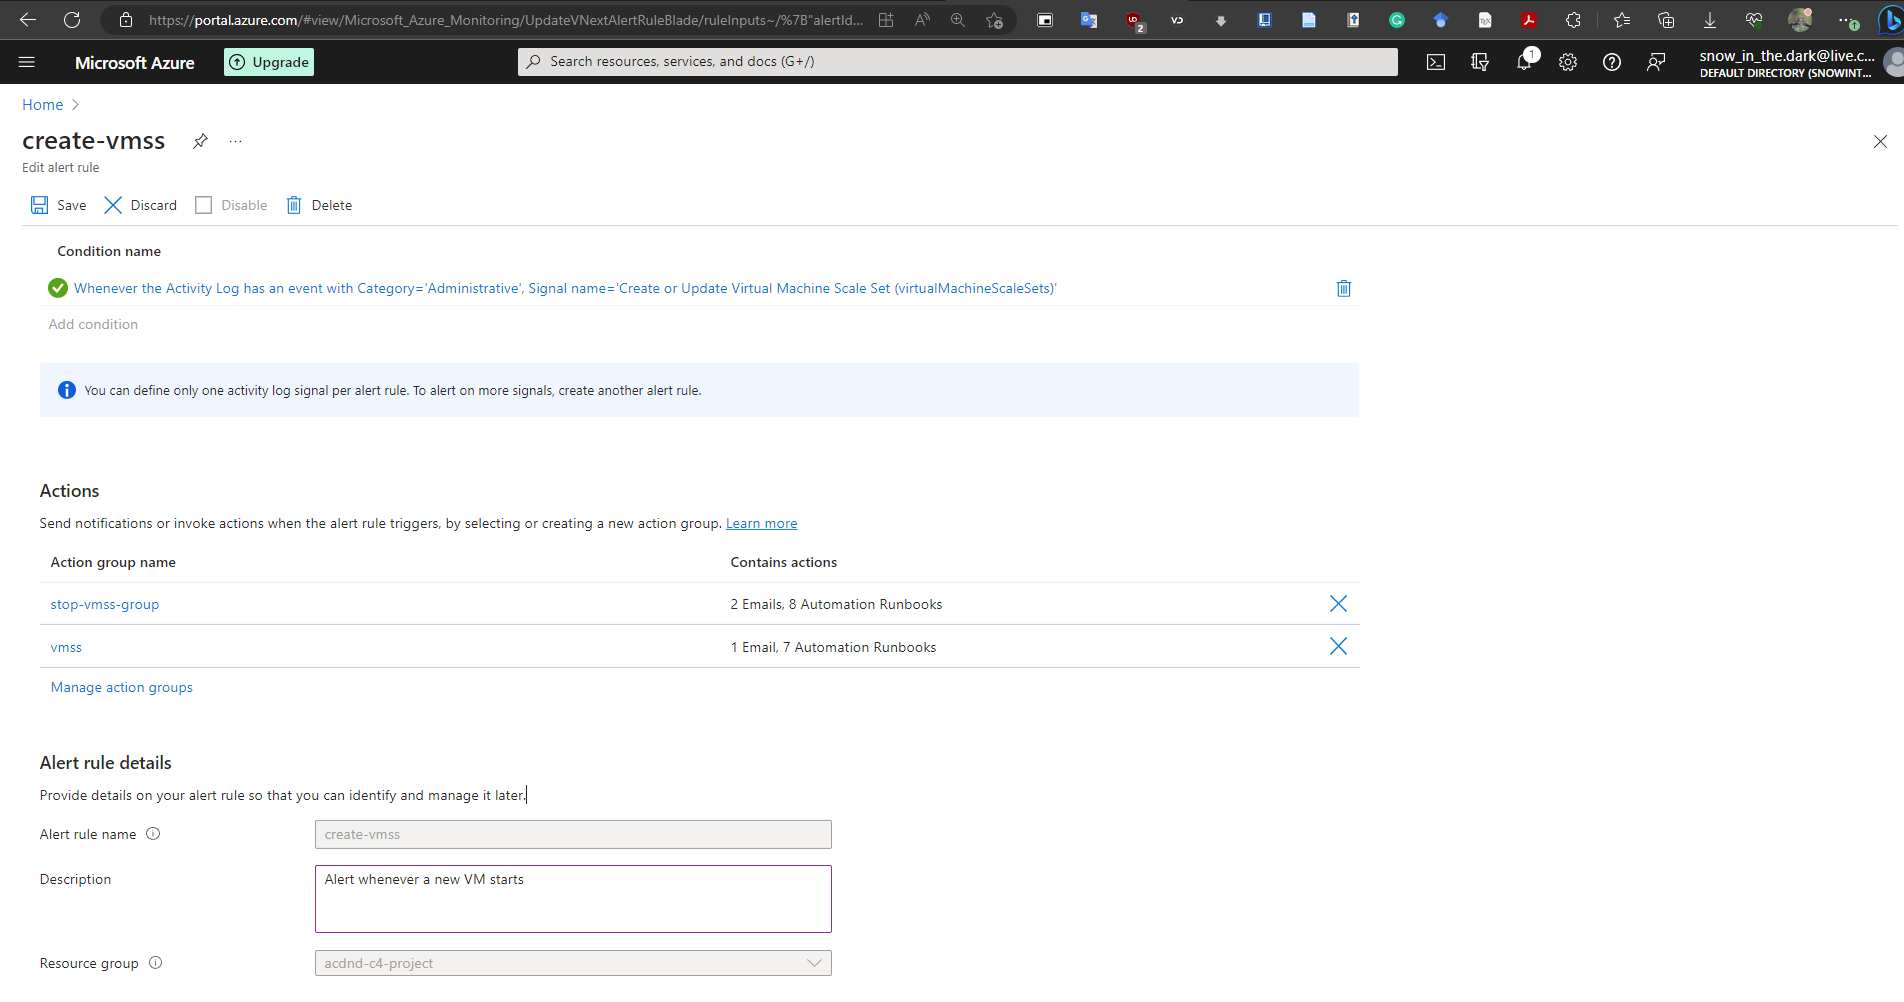 https://portal.azure.com/#view/Microsoft_Azure_Monitoring/UpdateVNextAlertRuleBlade/ruleInputs~/%7B"alertId...
2
Microsoft Azure
Upgrade
Search resources, services, and docs (G+/)
1
snow_in_the.dark@live.c...
DEFAULT DIRECTORY (SNOWINT...
Home
create-vmss
Edit alert rule
Save
Discard
Disable
Delete
Condition name
Whenever the Activity Log has an event with Category='Administrative', Signal name='Create or Update Virtual Machine Scale Set (virtualMachineScaleSets)'
Add condition
You can define only one activity log signal per alert rule. To alert on more signals, create another alert rule.
Actions
Send notifications or invoke actions when the alert rule triggers, by selecting or creating a new action group. Learn more
Action group name Contains actions
stop-vmss-group 2 Emails, 8 Automation Runbooks
vmss 1 Email, 7 Automation Runbooks
Manage action groups
Alert rule details
Provide details on your alert rule so that you can identify and manage it later.
Alert rule name create-vmss
Description Alert whenever a new VM starts
Resource group acdnd-c4-project